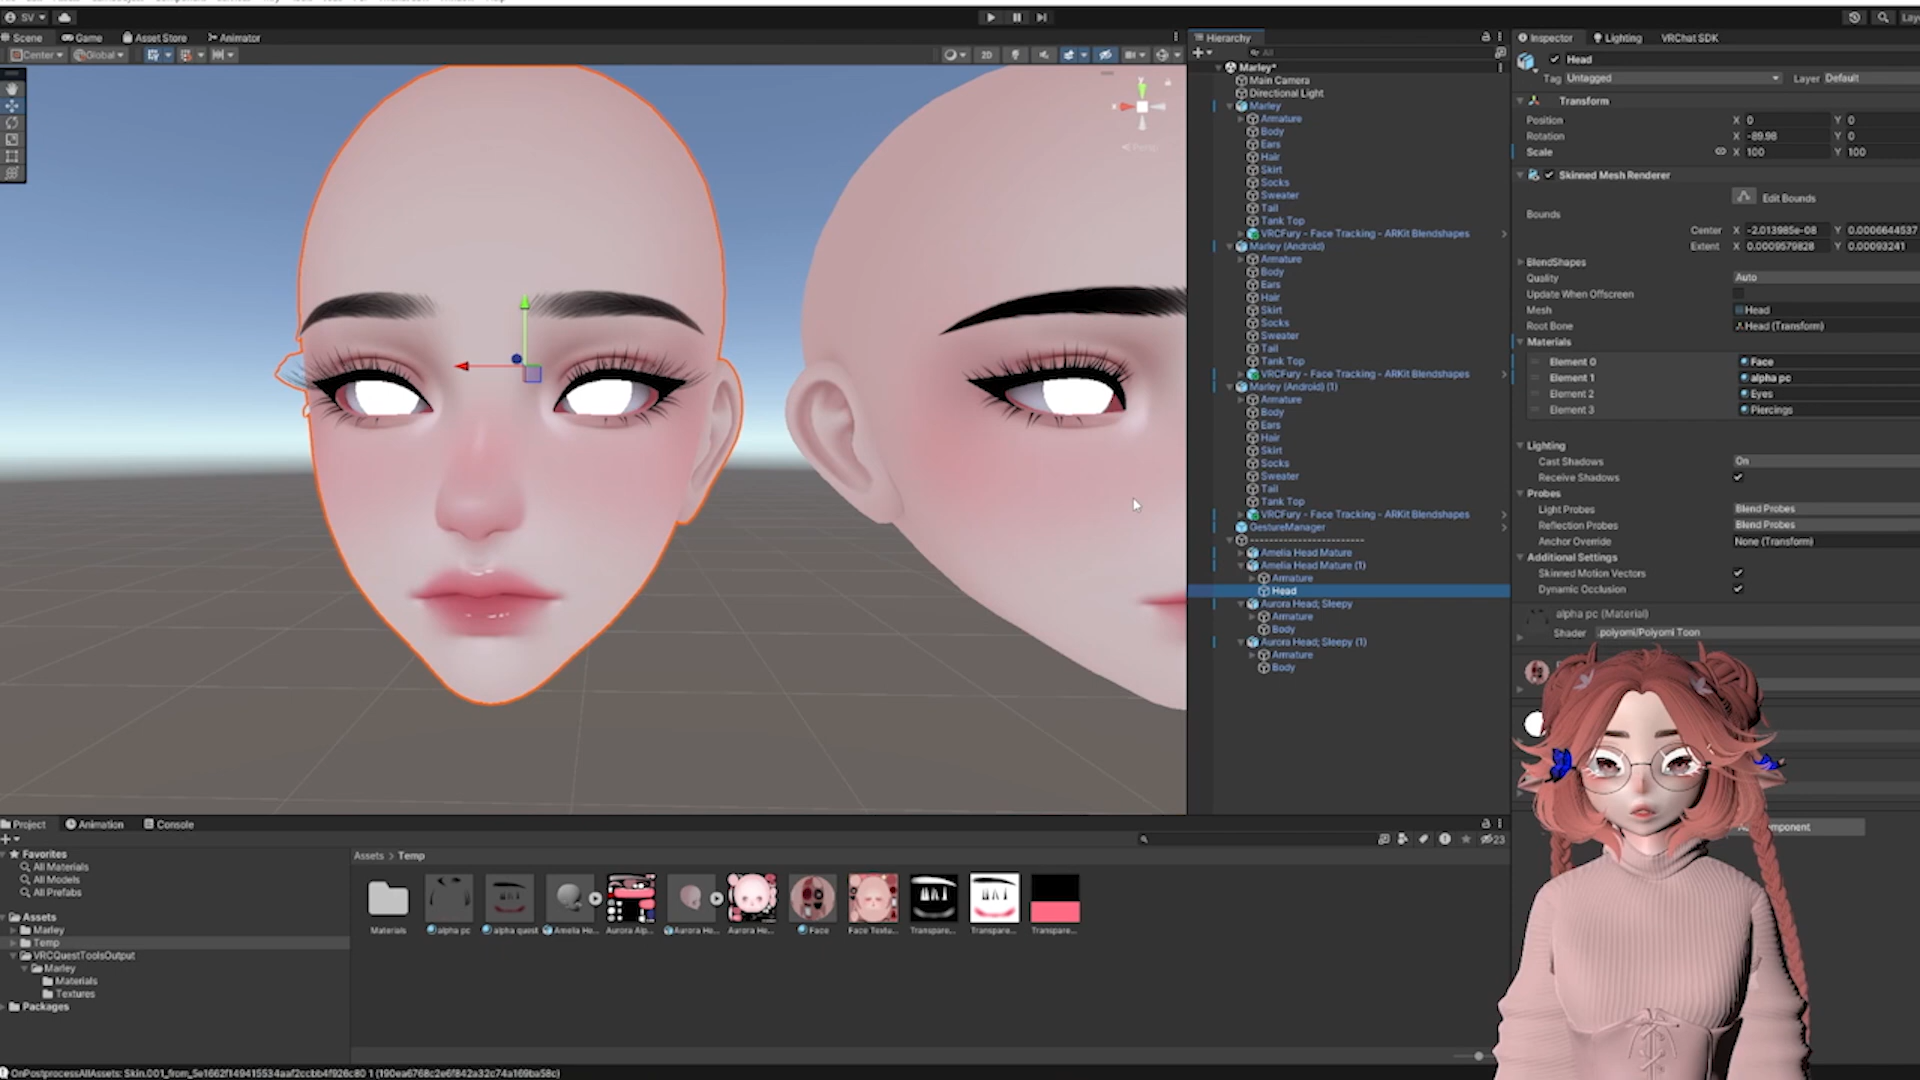 SV
Scene Game Asset Store Animator
Center Global
2D
Persp
Hierarchy
All
Marley*
Main Camera
Directional Light
Marley
Armature
Body
Ears
Hair
Skirt
Socks
Sweater
Tail
Tank Top
VRCFury - Face Tracking - ARKit Blendshapes
Marley (Android)
Armature
Body
Ears
Hair
Skirt
Socks
Sweater
Tail
Tank Top
VRCFury - Face Tracking - ARKit Blendshapes
Marley (Android) (1)
Armature
Body
Ears
Hair
Skirt
Socks
Sweater
Tail
Tank Top
VRCFury - Face Tracking - ARKit Blendshapes
GestureManager
------------------------
Amelia Head Mature
Amelia Head Mature (1)
Armature
Head
Aurora Head; Sleepy
Armature
Body
Aurora Head; Sleepy (1)
Armature
Body
Inspector Lighting VRChat SDK
Head
Tag Untagged Layer Default
Transform
Position X 0 Y 0
Rotation X -89.98 Y 0
Scale X 100 Y 100
Skinned Mesh Renderer
Edit Bounds
Bounds
Center X -2.013985e-08 Y 0.0006644537
Extent X 0.0009579828 Y 0.00093241
BlendShapes
Quality Auto
Update When Offscreen
Mesh Head
Root Bone Head (Transform)
Materials
Element 0 Face
Element 1 alpha pc
Element 2 Eyes
Element 3 Piercings
Lighting
Cast Shadows On
Receive Shadows
Probes
Light Probes Blend Probes
Reflection Probes Blend Probes
Anchor Override None (Transform)
Additional Settings
Skinned Motion Vectors
Dynamic Occlusion
alpha pc (Material)
Shader .poiyomi/Poiyomi Toon
Project Animation Console
23
Favorites
All Materials
All Models
All Prefabs
Assets
Marley
Temp
VRCQuestToolsOutput
Marley
Materials
Textures
Packages
Assets > Temp
Materials alpha pc alpha quest Amelia He... Aurora Alp... Aurora He... Aurora He... Face Face Textu... Transpare... Transpare... Transpare...